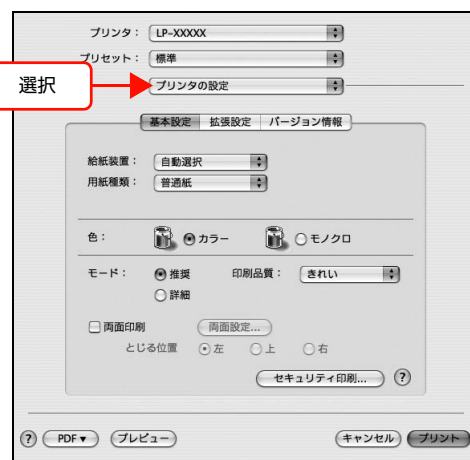 プリンタ： LP-XXXXX
プリセット： 標準
選択
プリンタの設定
基本設定 拡張設定 バージョン情報
給紙装置： 自動選択
用紙種類： 普通紙
色： カラー モノクロ
モード： 推奨 印刷品質： きれい
詳細
両面印刷 両面設定...
とじる位置 左 上 右
セキュリティ印刷... ?
? PDF▼ プレビュー キャンセル プリント